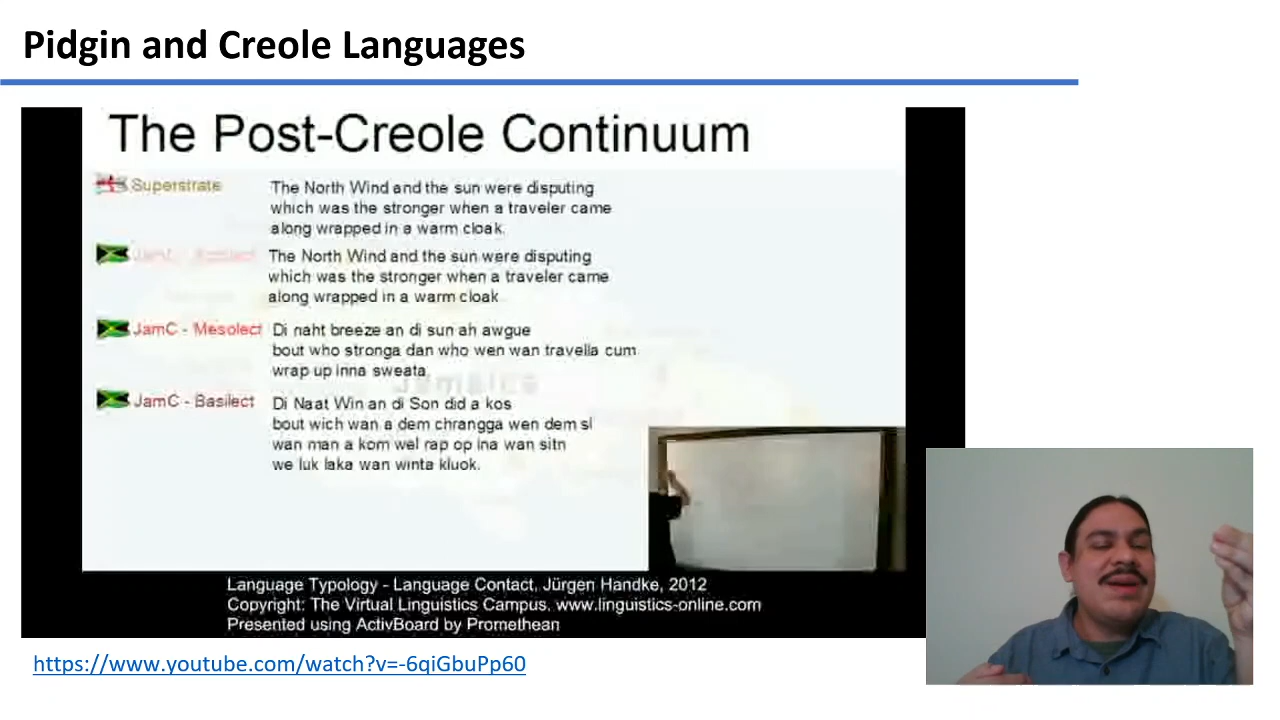 Pidgin and Creole Languages
The Post-Creole Continuum
Superstrate
The North Wind and the sun were disputing
which was the stronger when a traveler came
along wrapped in a warm cloak.
The North Wind and the sun were disputing
which was the stronger when a traveler came
along wrapped in a warm cloak
JamC - Mesolect
Di naht breeze an di sun ah awgue
bout who stronga dan who wen wan travella cum
wrap up inna sweata.
JamC - Basilect
Di Naat Win an di Son did a kos
bout wich wan a dem chrangga wen dem si
wan man a kom wel rap op ina wan sitn
we luk laka wan winta kluok.
Jamaica
Language Typology - Language Contact, Jürgen Handke, 2012
Copyright: The Virtual Linguistics Campus, www.linguistics-online.com
Presented using ActivBoard by Promethean
https://www.youtube.com/watch?v=-6qiGbuPp60